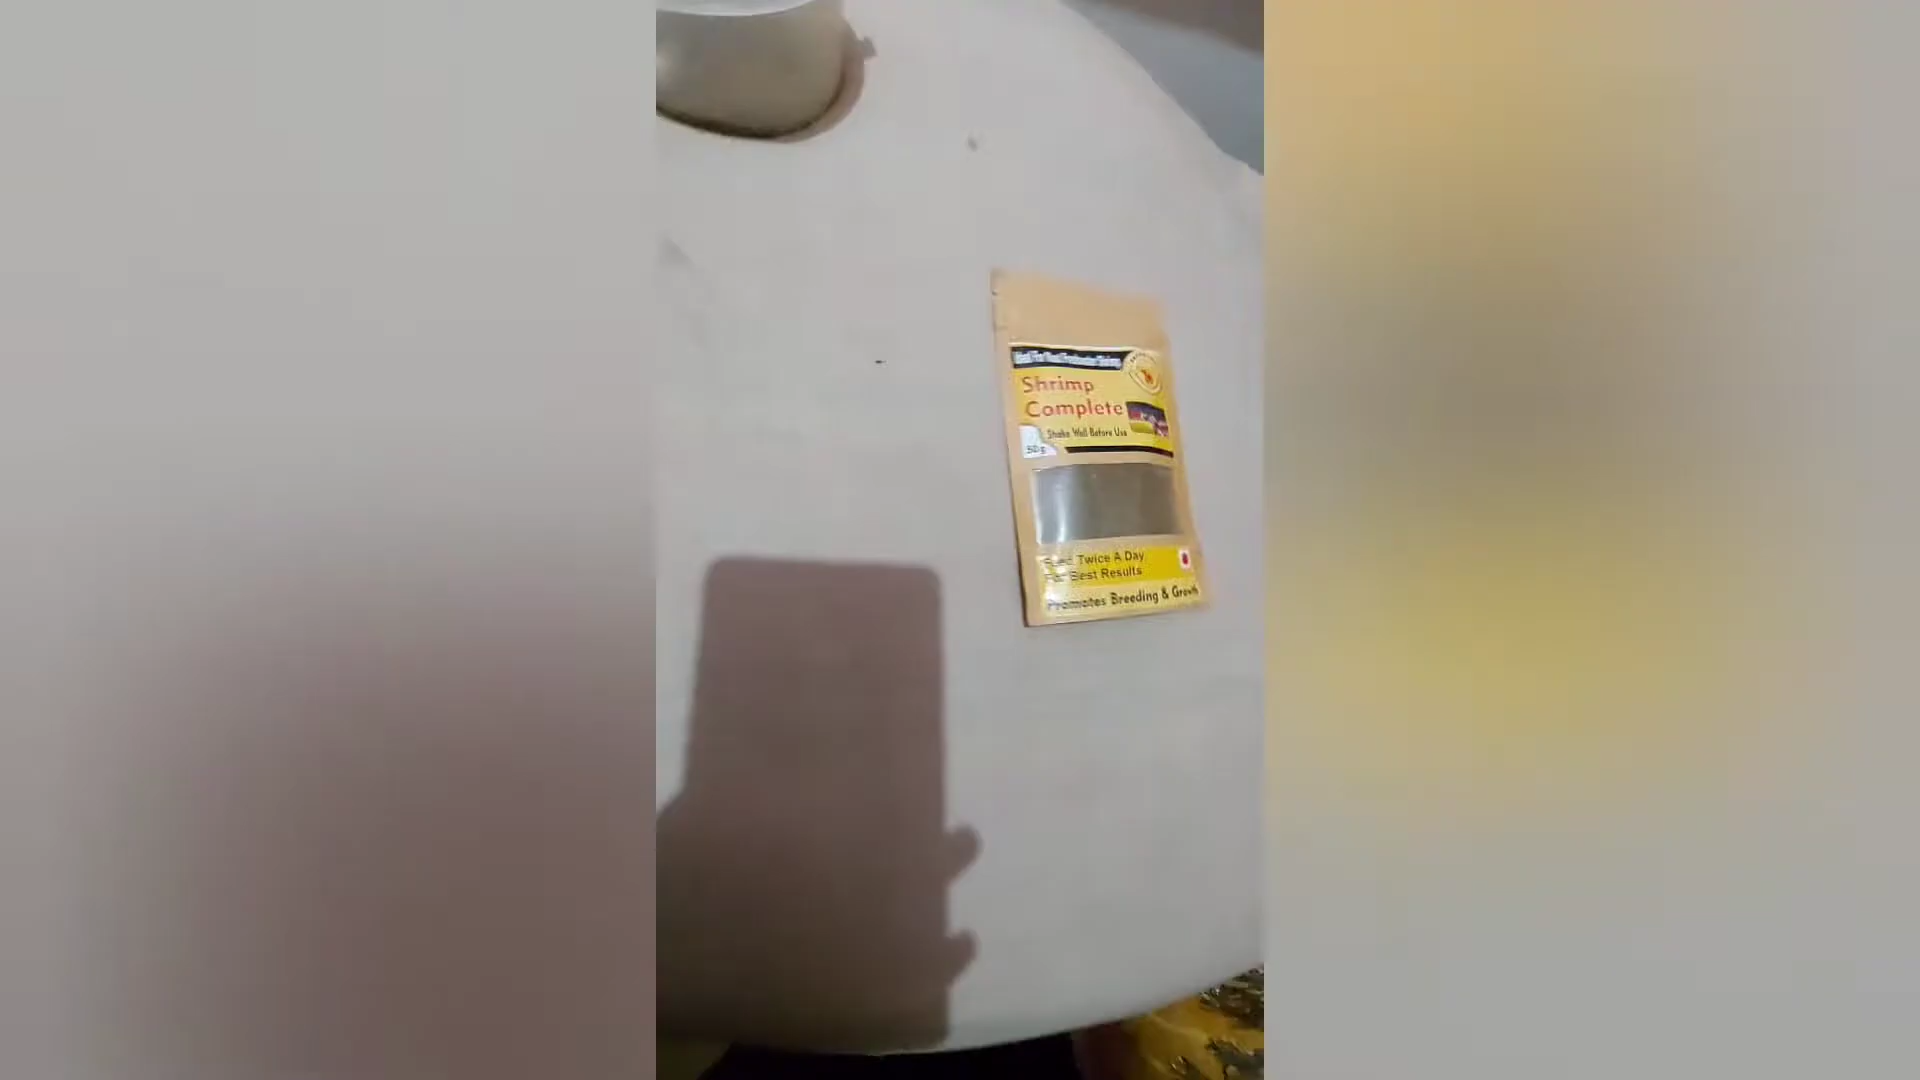 Shrimp
Complete
Shake Well Before Use
50g
Feed Twice A Day
For Best Results
Promotes Breeding & Growth